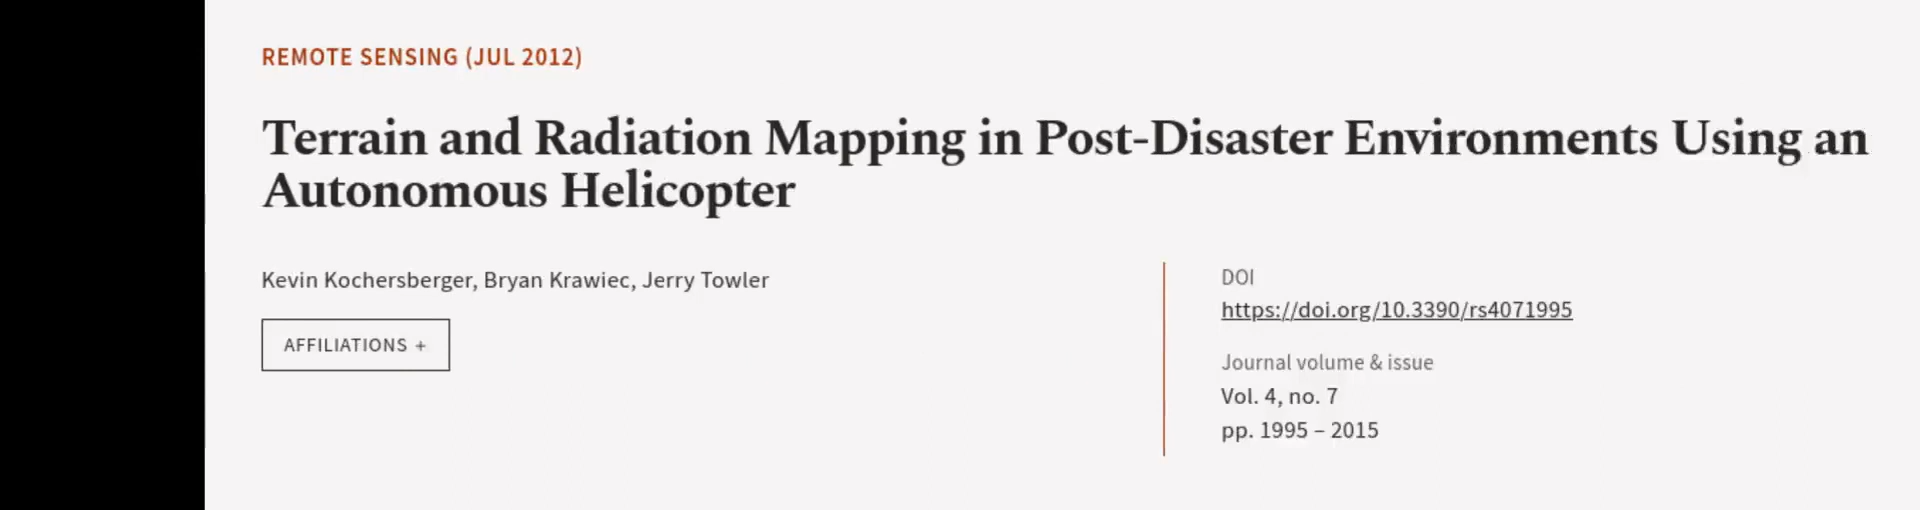 REMOTE SENSING (JUL 2012)
Terrain and Radiation Mapping in Post-Disaster Environments Using an
Autonomous Helicopter
Kevin Kochersberger, Bryan Krawiec, Jerry Towler
AFFILIATIONS +
DOI
https://doi.org/10.3390/rs4071995
Journal volume & issue
Vol. 4, no. 7
pp. 1995 – 2015